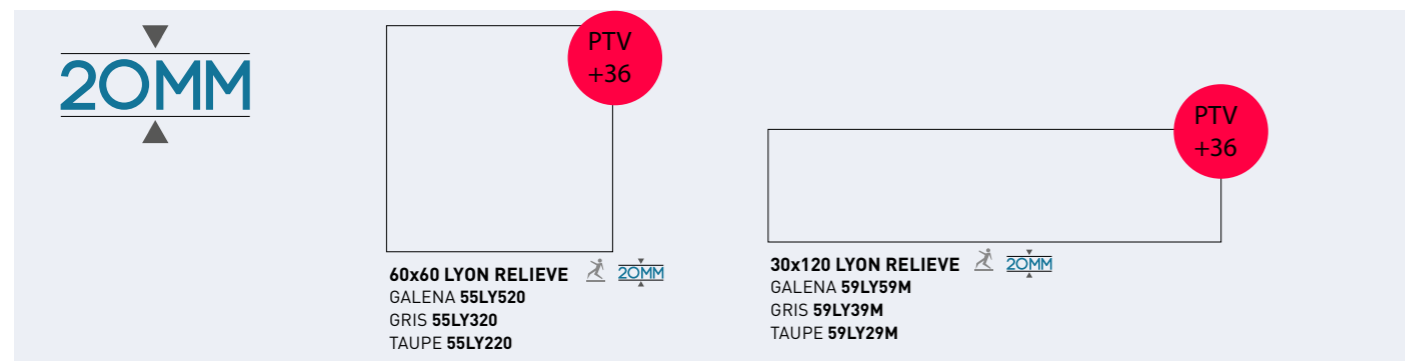 20MM
PTV
+36
60x60 LYON RELIEVE 20MM
GALENA 55LY520
GRIS 55LY320
TAUPE 55LY220
PTV
+36
30x120 LYON RELIEVE 20MM
GALENA 59LY59M
GRIS 59LY39M
TAUPE 59LY29M